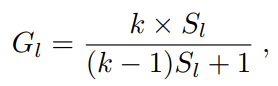 G_l = \frac{k \times S_l}{(k - 1)S_l + 1} ,